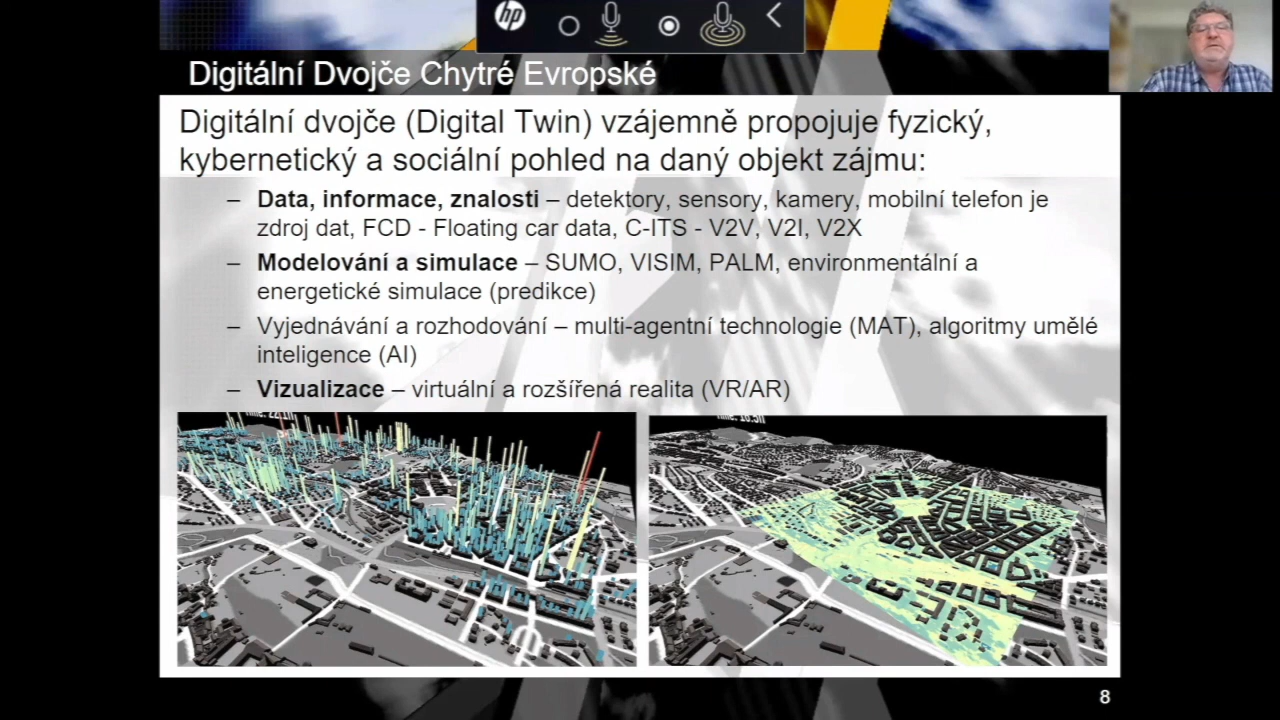 hp
Digitální Dvojče Chytré Evropské
Digitální dvojče (Digital Twin) vzájemně propojuje fyzický,
kybernetický a sociální pohled na daný objekt zájmu:
– Data, informace, znalosti – detektory, sensory, kamery, mobilní telefon je
zdroj dat, FCD - Floating car data, C-ITS - V2V, V2I, V2X
– Modelování a simulace – SUMO, VISIM, PALM, environmentální a
energetické simulace (predikce)
– Vyjednávání a rozhodování – multi-agentní technologie (MAT), algoritmy umělé
inteligence (AI)
– Vizualizace – virtuální a rozšířená realita (VR/AR)
8